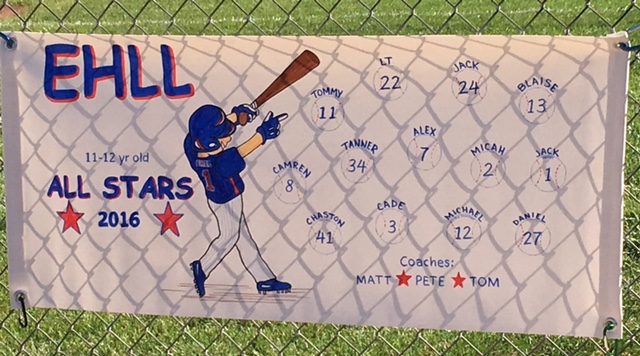 EHLL
11-12 yr old
ALL STARS
2016
1
TOMMY
11
LT
22
JACK
24
BLAISE
13
CAMREN
8
TANNER
34
ALEX
7
MICAH
2
JACK
1
CHASTON
41
CADE
3
MICHAEL
12
DANIEL
27
Coaches:
MATT PETE TOM